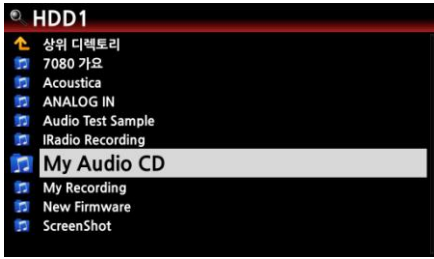 HDD1
상위 디렉토리
7080 가요
Acoustica
ANALOG IN
Audio Test Sample
IRadio Recording
My Audio CD
My Recording
New Firmware
ScreenShot